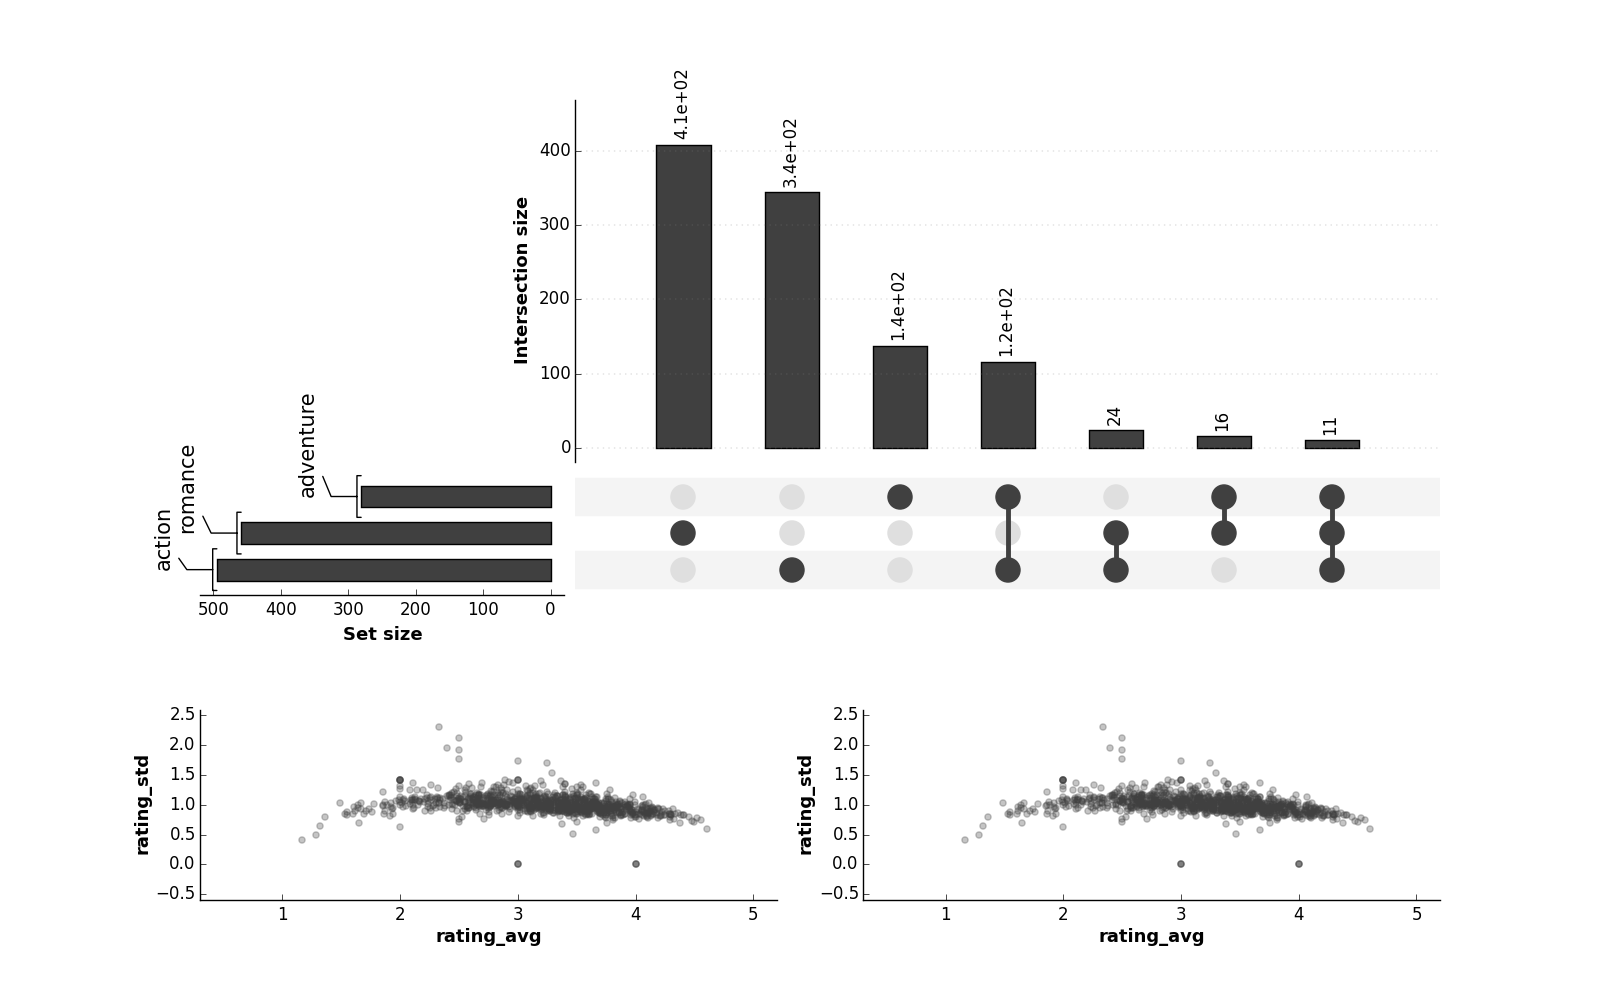 4.1e+02
3.4e+02
1.4e+02
1.2e+02
24
16
11
400
300
200
100
0
Intersection size
adventure
romance
action
500 400 300 200 100 0
Set size
2.5
2.0
1.5
1.0
0.5
0.0
−0.5
rating_std
1 2 3 4 5
rating_avg
2.5
2.0
1.5
1.0
0.5
0.0
−0.5
rating_std
1 2 3 4 5
rating_avg